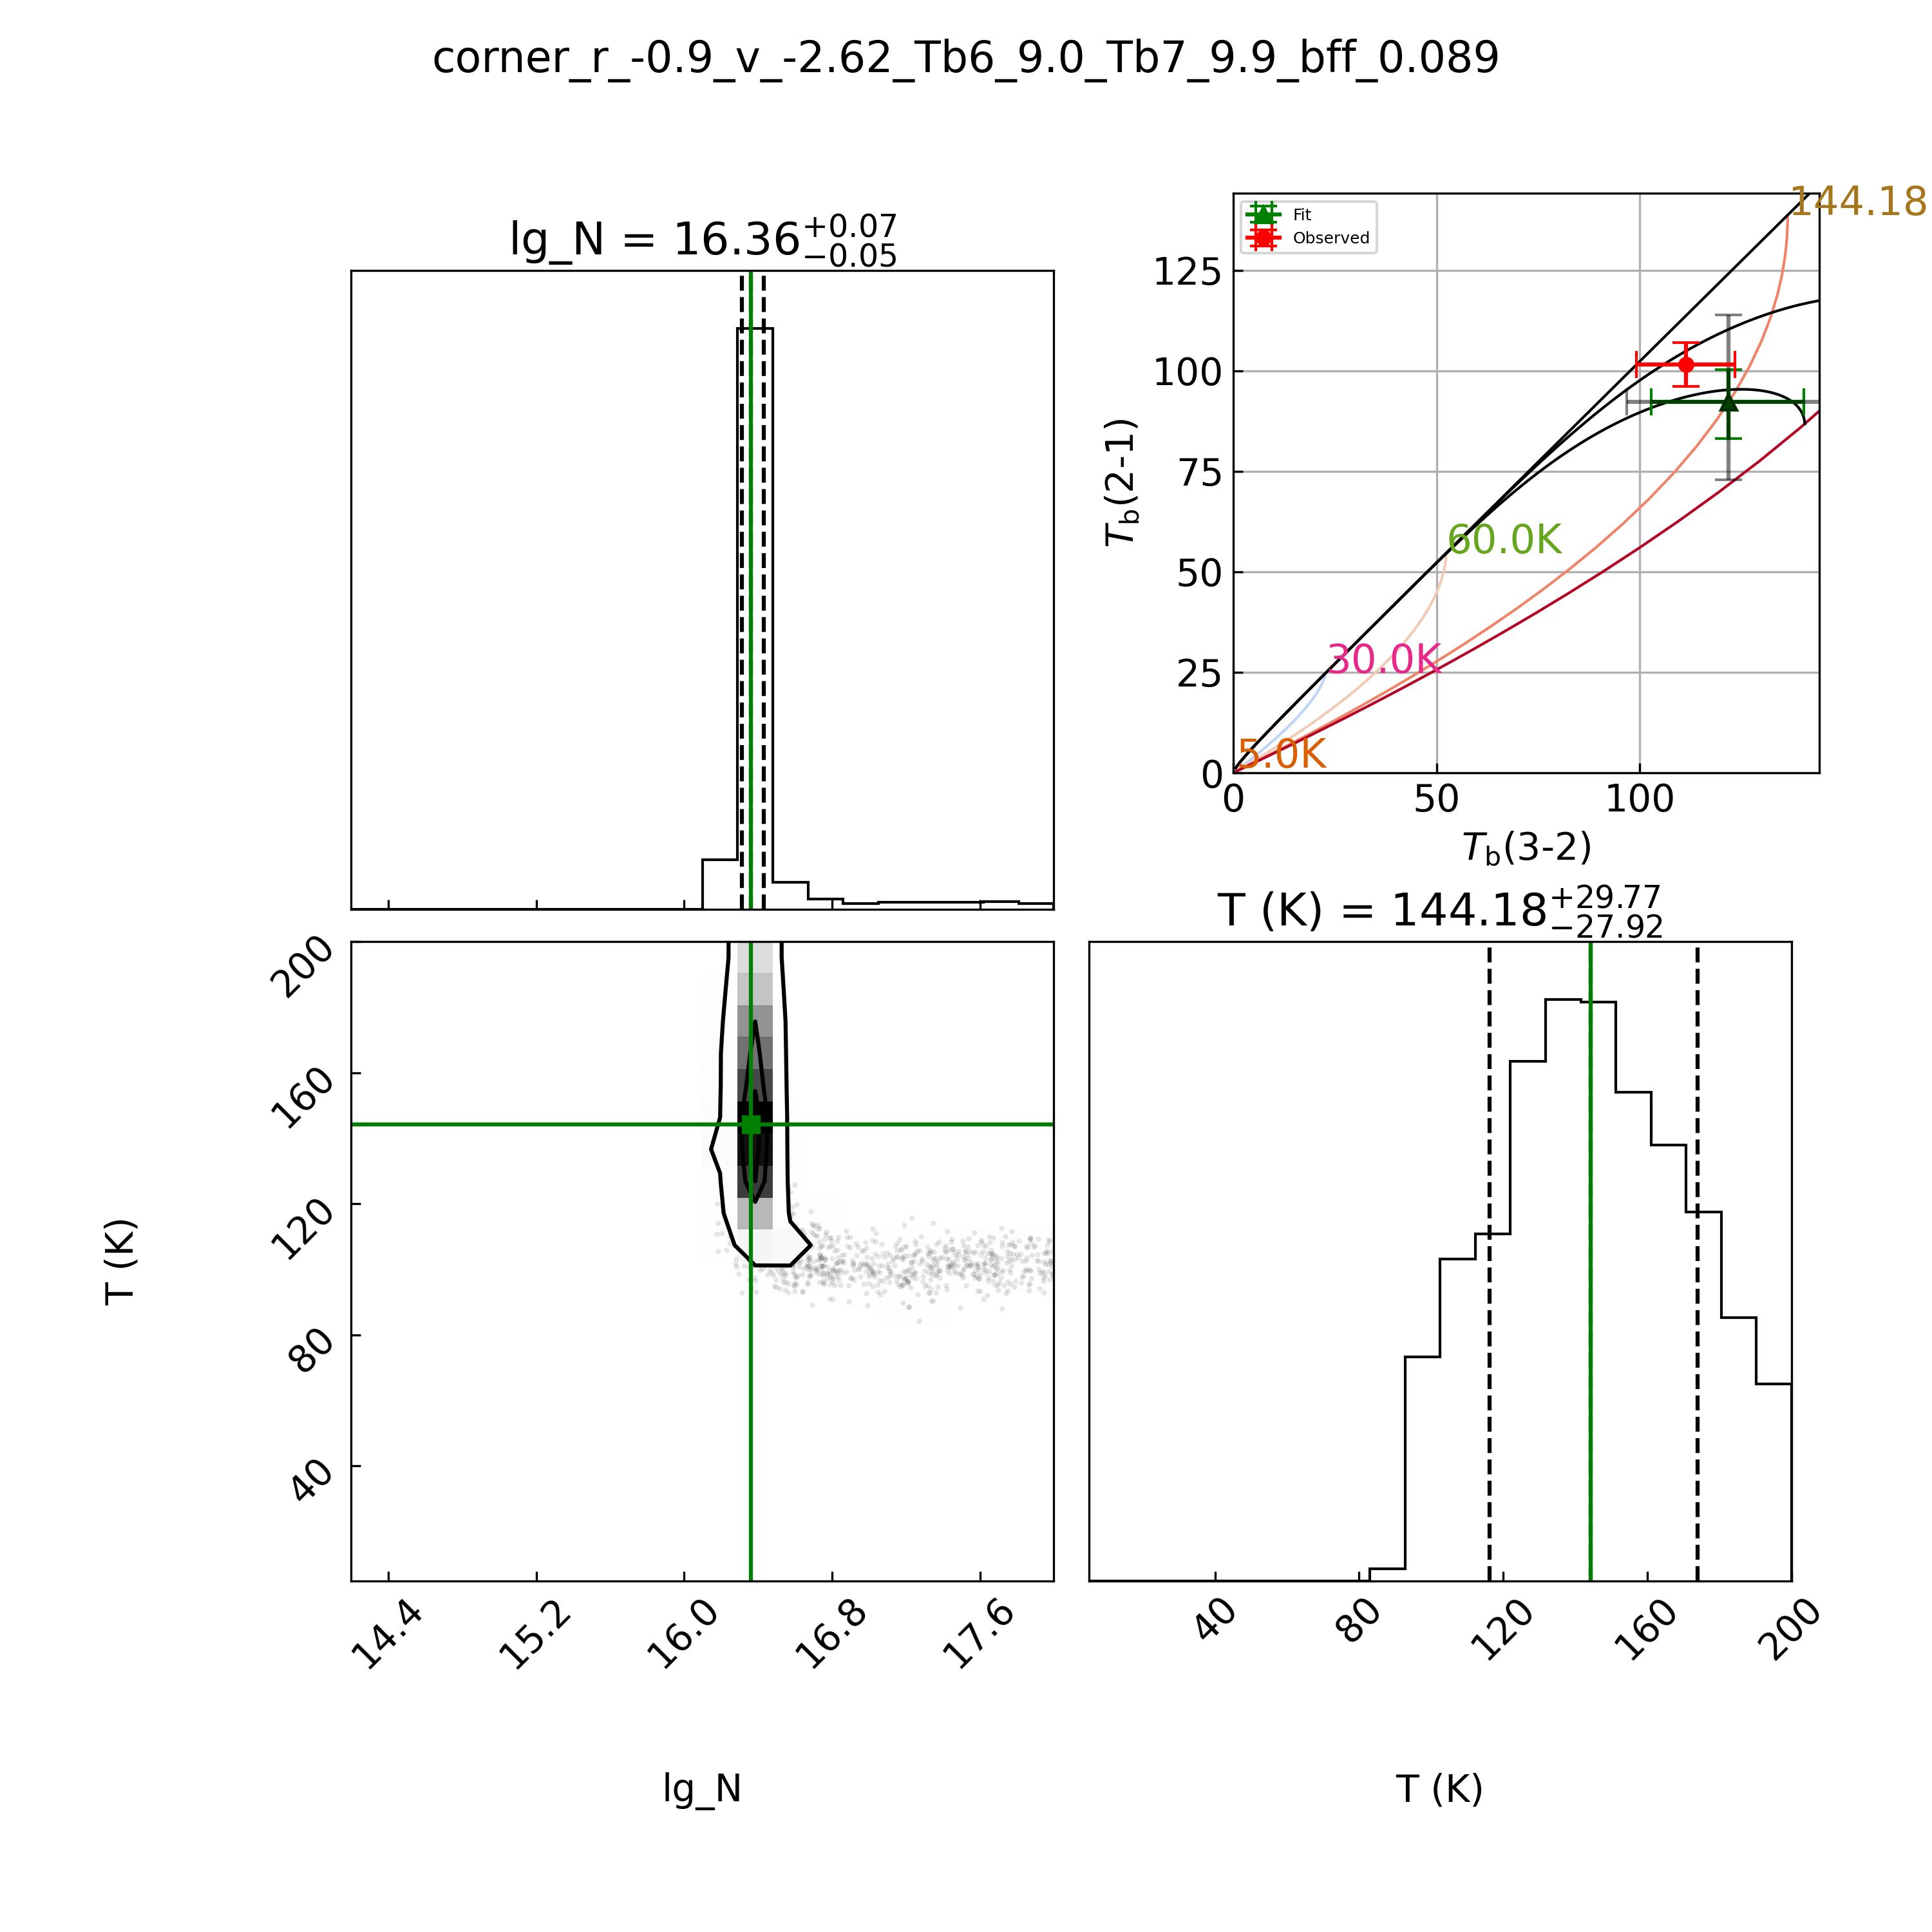 corner_r_-0.9_v_-2.62_Tb6_9.0_Tb7_9.9_bff_0.089
lg_N = 16.36+0.07−0.05
144.18
Fit
Observed
125
100
75
50
25
0
Tb(2-1)
60.0K
30.0K
5.0K
0 50 100
Tb(3-2)
T (K) = 144.18+29.77−27.92
200
160
120
80
40
T (K)
14.4 15.2 16.0 16.8 17.6
40 80 120 160 200
lg_N
T (K)